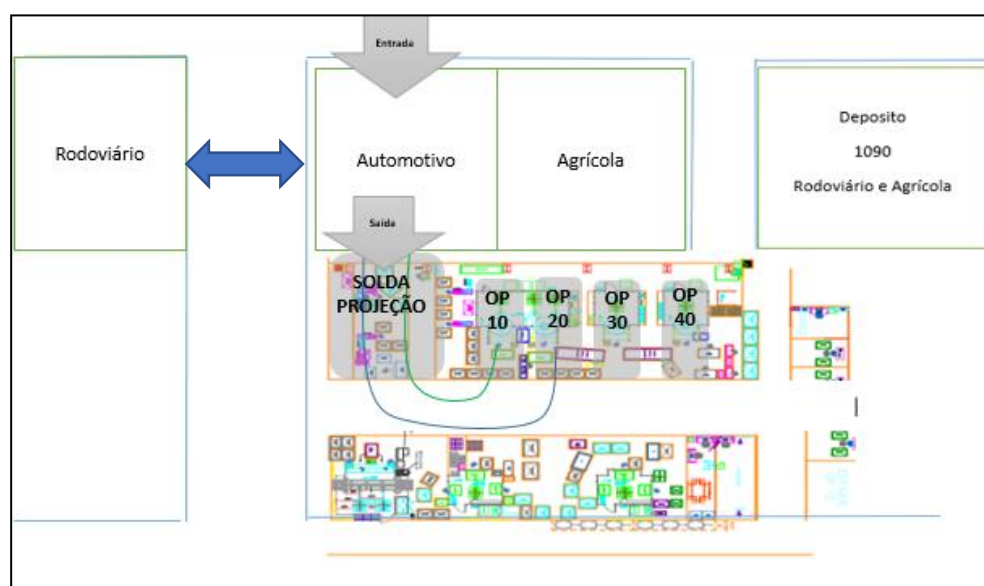 Entrada
Rodoviário
Automotivo
Agrícola
Deposito
1090
Rodoviário e Agrícola
Saída
SOLDA
PROJEÇÃO
OP
10
OP
20
OP
30
OP
40